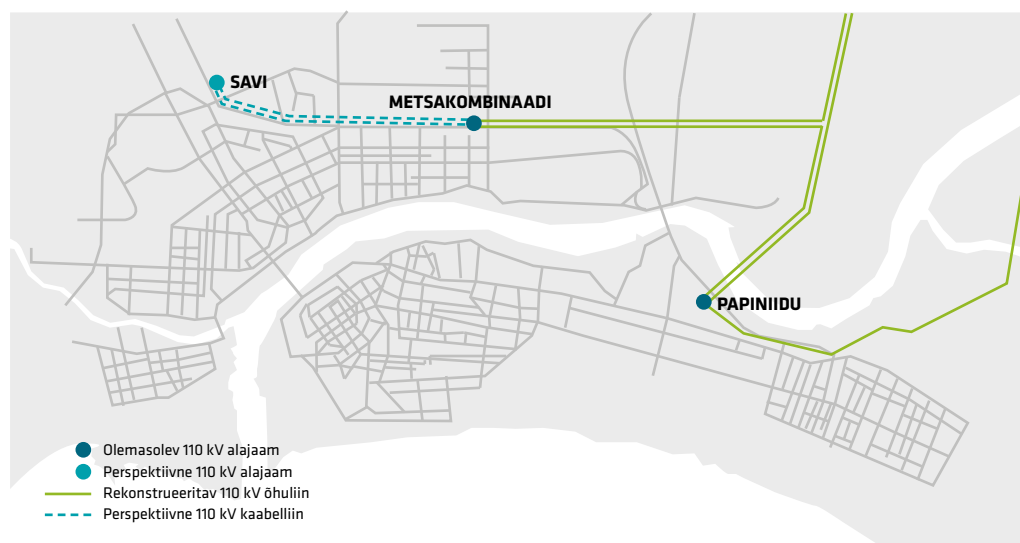 SAVI
METSAKOMBINAADI
PAPINIIDU
Olemasolev 110 kV alajaam
Perspektiivne 110 kV alajaam
Rekonstrueeritav 110 kV õhuliin
Perspektiivne 110 kV kaabelliin